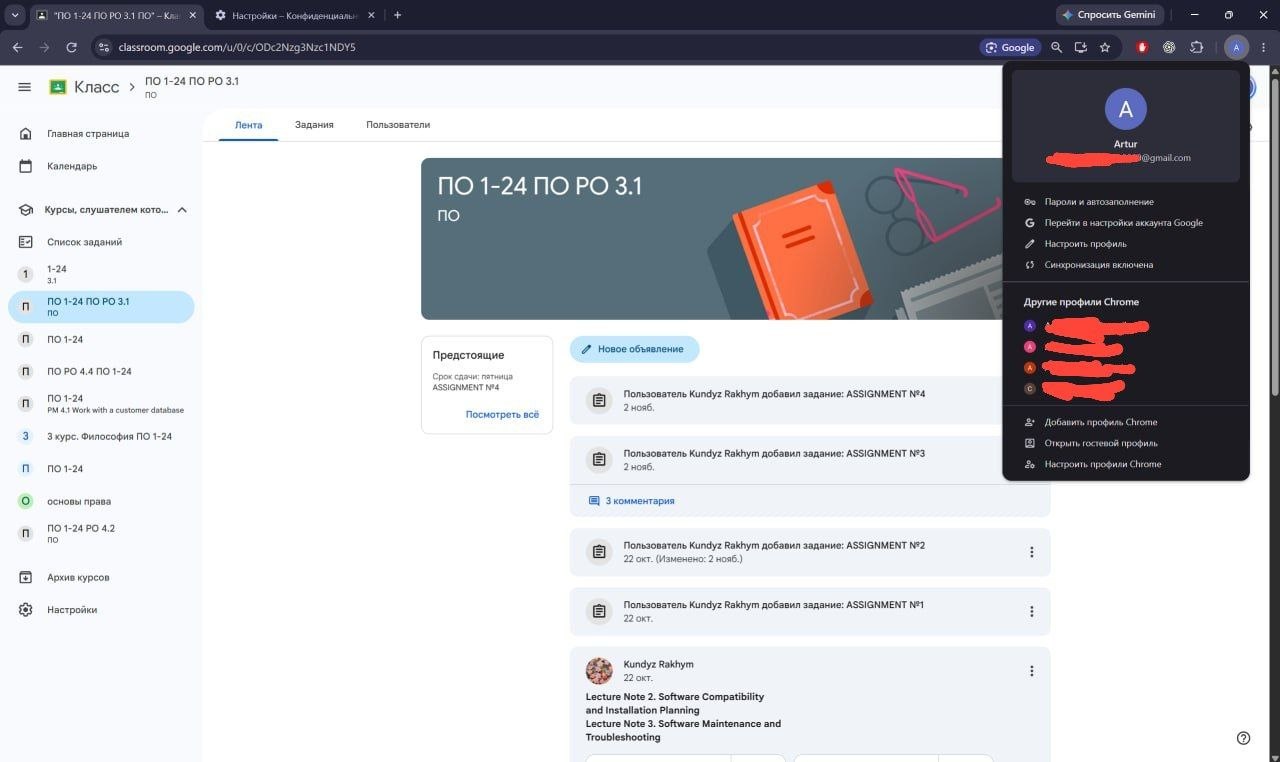 "ПО 1-24 ПО РО 3.1 ПО" – Кла
Настройки – Конфиденциальн
Спросить Gemini
classroom.google.com/u/0/c/ODc2Nzg3Nzc1NDY5
Google
A
Класс
ПО 1-24 ПО РО 3.1
ПО
Главная страница
Календарь
Курсы, слушателем кото...
Список заданий
1
1-24
3.1
П
ПО 1-24 ПО РО 3.1
ПО
П
ПО 1-24
П
ПО РО 4.4 ПО 1-24
П
ПО 1-24
PM 4.1 Work with a customer database
3
3 курс. Философия ПО 1-24
П
ПО 1-24
О
основы права
П
ПО 1-24 РО 4.2
ПО
Архив курсов
Настройки
Лента
Задания
Пользователи
ПО 1-24 ПО РО 3.1
ПО
Предстоящие
Срок сдачи: пятница
ASSIGNMENT №4
Посмотреть всё
Новое объявление
Пользователь Kundyz Rakhym добавил задание: ASSIGNMENT №4
2 нояб.
Пользователь Kundyz Rakhym добавил задание: ASSIGNMENT №3
2 нояб.
3 комментария
Пользователь Kundyz Rakhym добавил задание: ASSIGNMENT №2
22 окт. (Изменено: 2 нояб.)
Пользователь Kundyz Rakhym добавил задание: ASSIGNMENT №1
22 окт.
Kundyz Rakhym
22 окт.
Lecture Note 2. Software Compatibility
and Installation Planning
Lecture Note 3. Software Maintenance and
Troubleshooting
A
Artur
@gmail.com
Пароли и автозаполнение
Перейти в настройки аккаунта Google
Настроить профиль
Синхронизация включена
Другие профили Chrome
A
A
A
C
Добавить профиль Chrome
Открыть гостевой профиль
Настроить профили Chrome